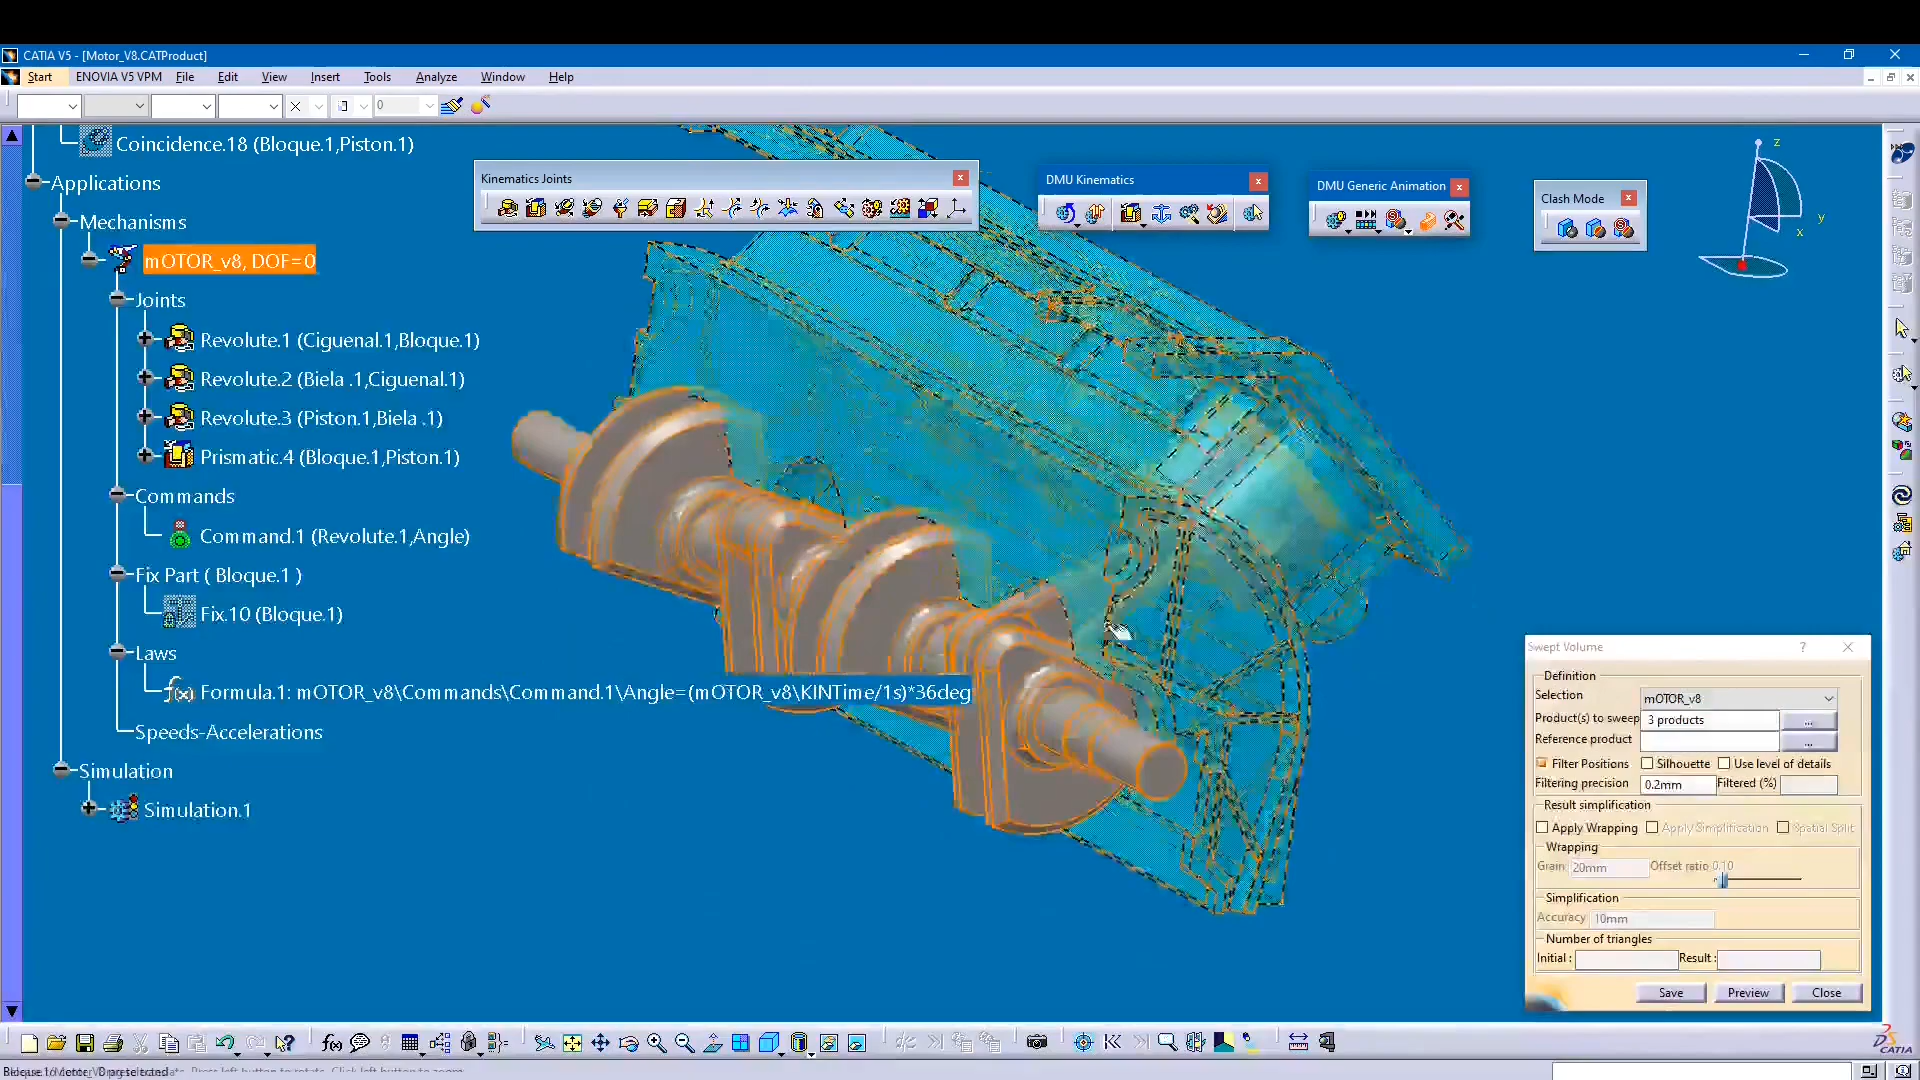 CATIA V5 - [Motor_V8.CATProduct]
Start ENOVIA V5 VPM File Edit View Insert Tools Analyze Window Help
0
Coincidence.18 (Bloque.1,Piston.1)
Applications
Mechanisms
mOTOR_v8, DOF=0
Joints
Revolute.1 (Ciguenal.1,Bloque.1)
Revolute.2 (Biela .1,Ciguenal.1)
Revolute.3 (Piston.1,Biela .1)
Prismatic.4 (Bloque.1,Piston.1)
Commands
Command.1 (Revolute.1,Angle)
Fix Part ( Bloque.1 )
Fix.10 (Bloque.1)
Laws
Formula.1: mOTOR_v8\Commands\Command.1\Angle=(mOTOR_v8\KINTime/1s)*36deg
Speeds-Accelerations
Simulation
Simulation.1
Kinematics Joints
DMU Kinematics
DMU Generic Animation
Clash Mode
z
y
x
Swept Volume
Definition
Selection mOTOR_v8
Product(s) to sweep 3 products ...
Reference product ...
Filter Positions Silhouette Use level of details
Filtering precision 0.2mm Filtered (%)
Result simplification
Apply Wrapping Apply Simplification Spatial Split
Wrapping
Grain 20mm Offset ratio 0.10
Simplification
Accuracy 10mm
Number of triangles
Initial : Result :
Save Preview Close
CATIA